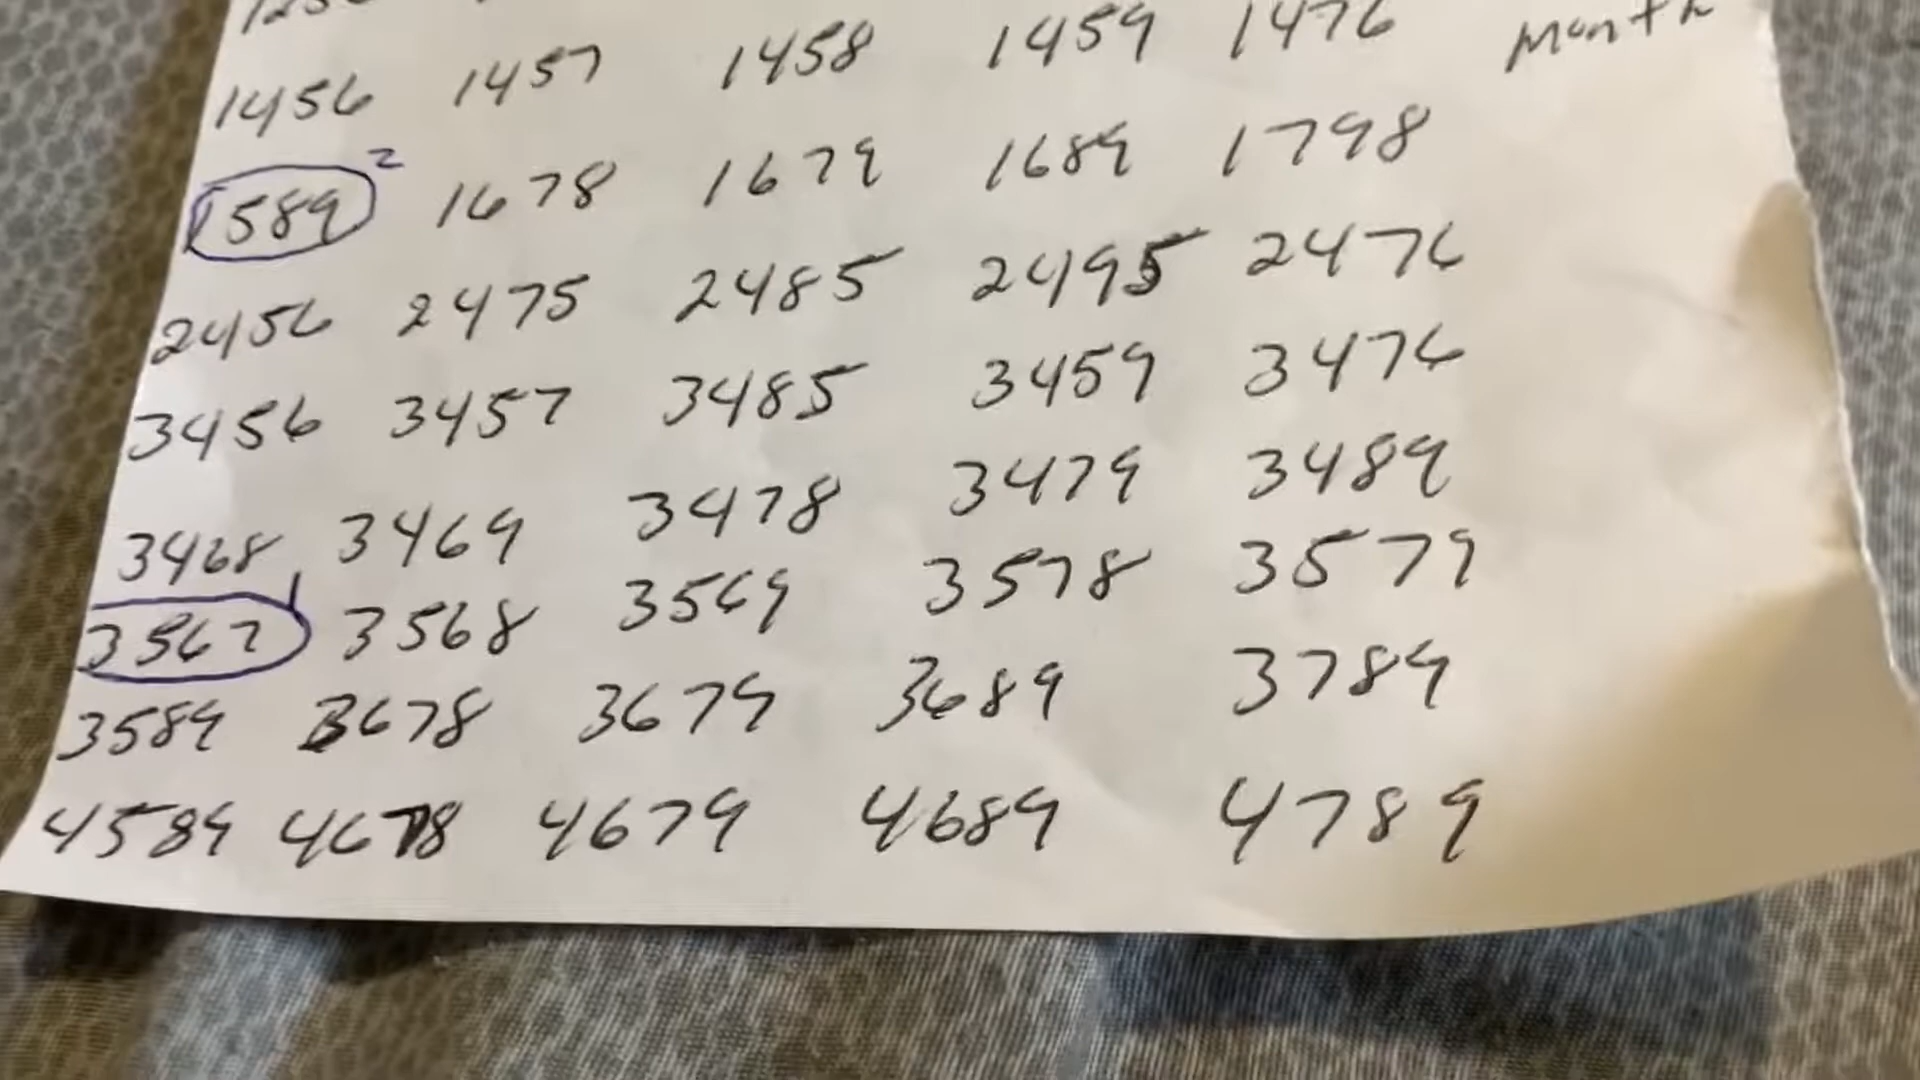 1456 1457 1458 1459 1476 Month
1589 2 1678 1679 1689 1798
2456 2475 2485 2495 2476
3456 3457 3485 3459 3476
3468 3469 3478 3479 3489
3567 1 3568 3569 3578 3579
3589 3678 3679 3689 3789
4589 4678 4679 4689 4789